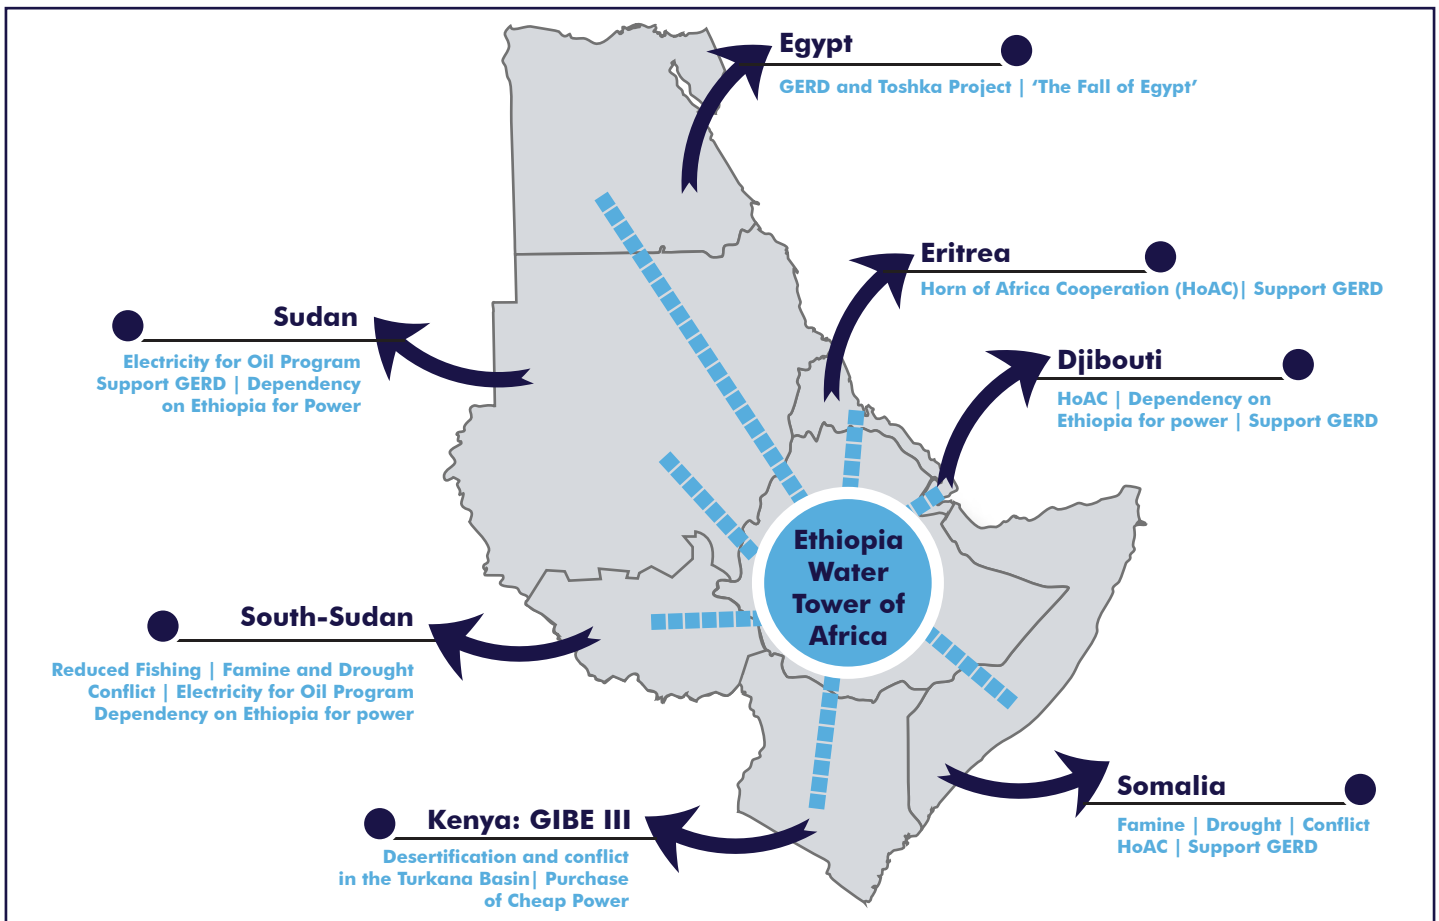 Egypt
GERD and Toshka Project | ‘The Fall of Egypt’
Eritrea
Horn of Africa Cooperation (HoAC)| Support GERD
Sudan
Electricity for Oil Program
Support GERD | Dependency
on Ethiopia for Power
Djibouti
HoAC | Dependency on
Ethiopia for power | Support GERD
Ethiopia
Water
Tower of
Africa
South-Sudan
Reduced Fishing | Famine and Drought
Conflict | Electricity for Oil Program
Dependency on Ethiopia for power
Somalia
Famine | Drought | Conflict
HoAC | Support GERD
Kenya: GIBE III
Desertification and conflict
in the Turkana Basin| Purchase
of Cheap Power